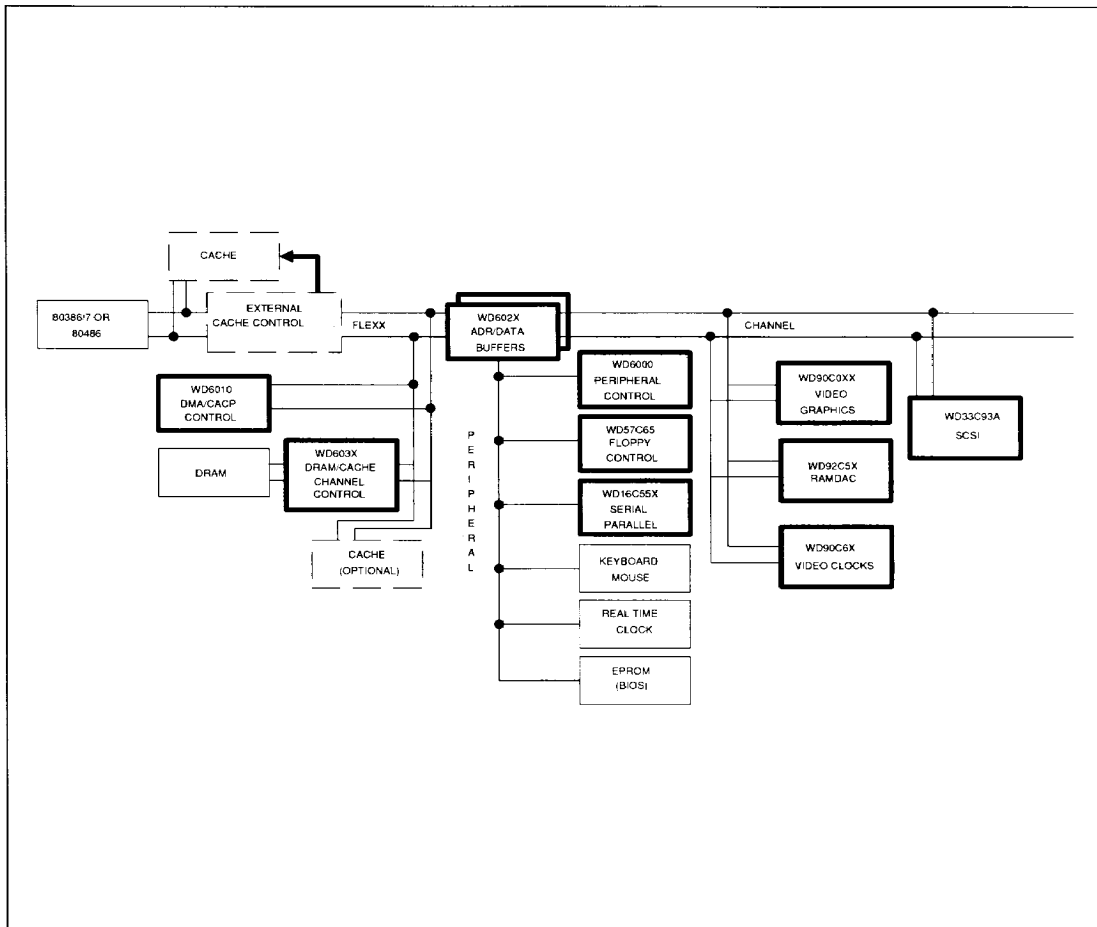 CACHE
80386/7 OR
80486
EXTERNAL
CACHE CONTROL
FLEXX
WD602X
ADR/DATA
BUFFERS
CHANNEL
WD6010
DMA/CACP
CONTROL
DRAM
WD603X
DRAM/CACHE
CHANNEL
CONTROL
CACHE
(OPTIONAL)
PERIPHERAL
WD6000
PERIPHERAL
CONTROL
WD57C65
FLOPPY
CONTROL
WD16C55X
SERIAL
PARALLEL
KEYBOARD
MOUSE
REAL TIME
CLOCK
EPROM
(BIOS)
WD90C0XX
VIDEO
GRAPHICS
WD92C5X
RAMDAC
WD90C6X
VIDEO CLOCKS
WD33C93A
SCSI